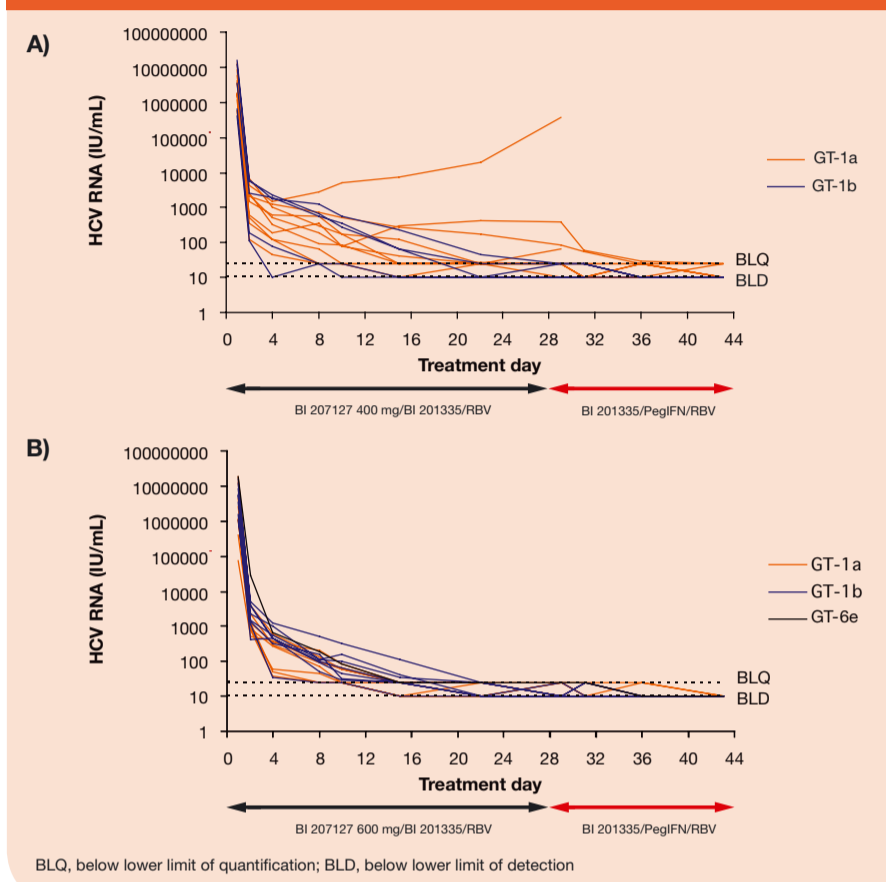 A)
HCV RNA (IU/mL)
100000000
10000000
1000000
100000
10000
1000
100
10
1
GT-1a
GT-1b
BLQ
BLD
0 4 8 12 16 20 24 28 32 36 40 44
Treatment day
BI 207127 400 mg/BI 201335/RBV
BI 201335/PegIFN/RBV
B)
HCV RNA (IU/mL)
100000000
10000000
1000000
100000
10000
1000
100
10
1
GT-1a
GT-1b
GT-6e
BLQ
BLD
0 4 8 12 16 20 24 28 32 36 40 44
Treatment day
BI 207127 600 mg/BI 201335/RBV
BI 201335/PegIFN/RBV
BLQ, below lower limit of quantification; BLD, below lower limit of detection